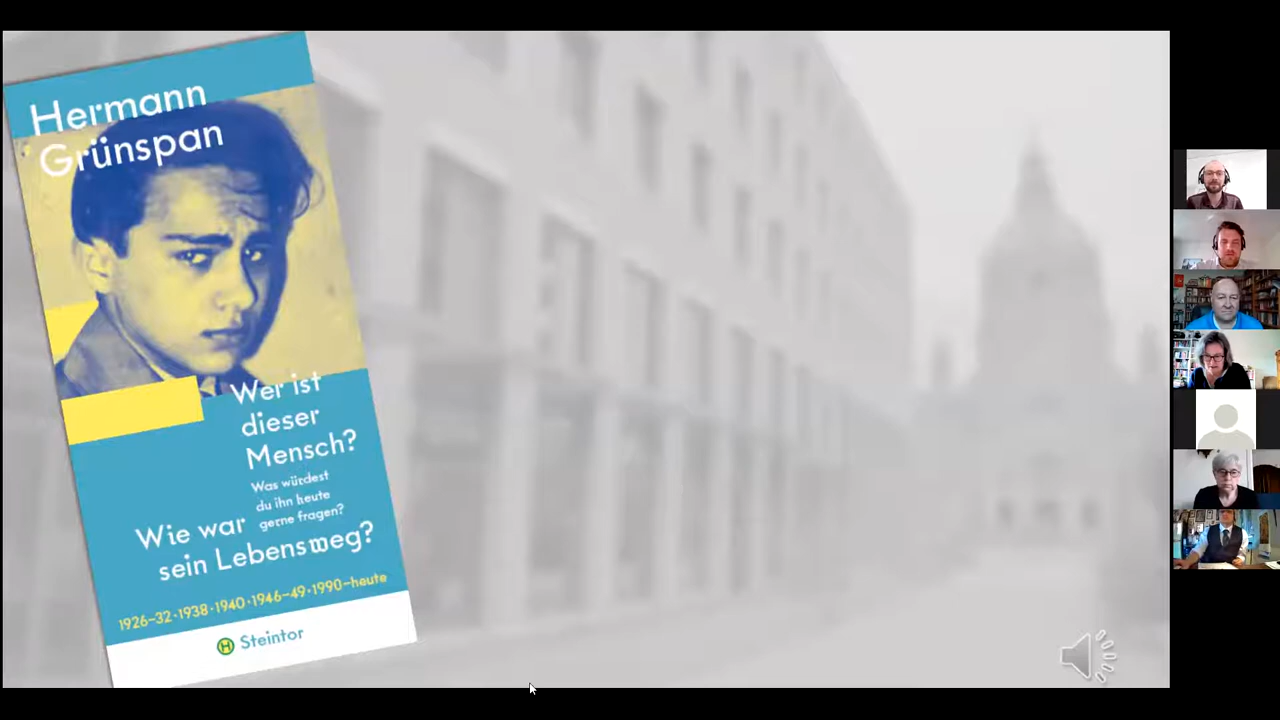 Hermann
Grünspan
Wer ist
dieser
Mensch?
Was würdest
du ihn heute
gerne fragen?
Wie war
sein Lebensweg?
1926–32·1938·1940·1946–49·1990–heute
H Steintor